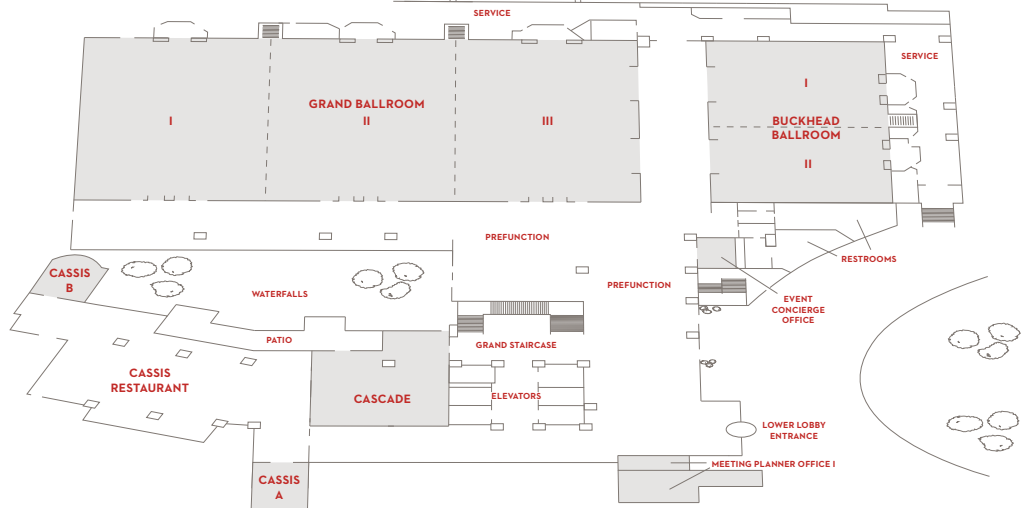 SERVICE
SERVICE
I
GRAND BALLROOM
II
III
I
BUCKHEAD
BALLROOM
II
PREFUNCTION
RESTROOMS
CASSIS
B
WATERFALLS
PREFUNCTION
EVENT
CONCIERGE
OFFICE
PATIO
GRAND STAIRCASE
CASSIS
RESTAURANT
CASCADE
ELEVATORS
LOWER LOBBY
ENTRANCE
MEETING PLANNER OFFICE I
CASSIS
A